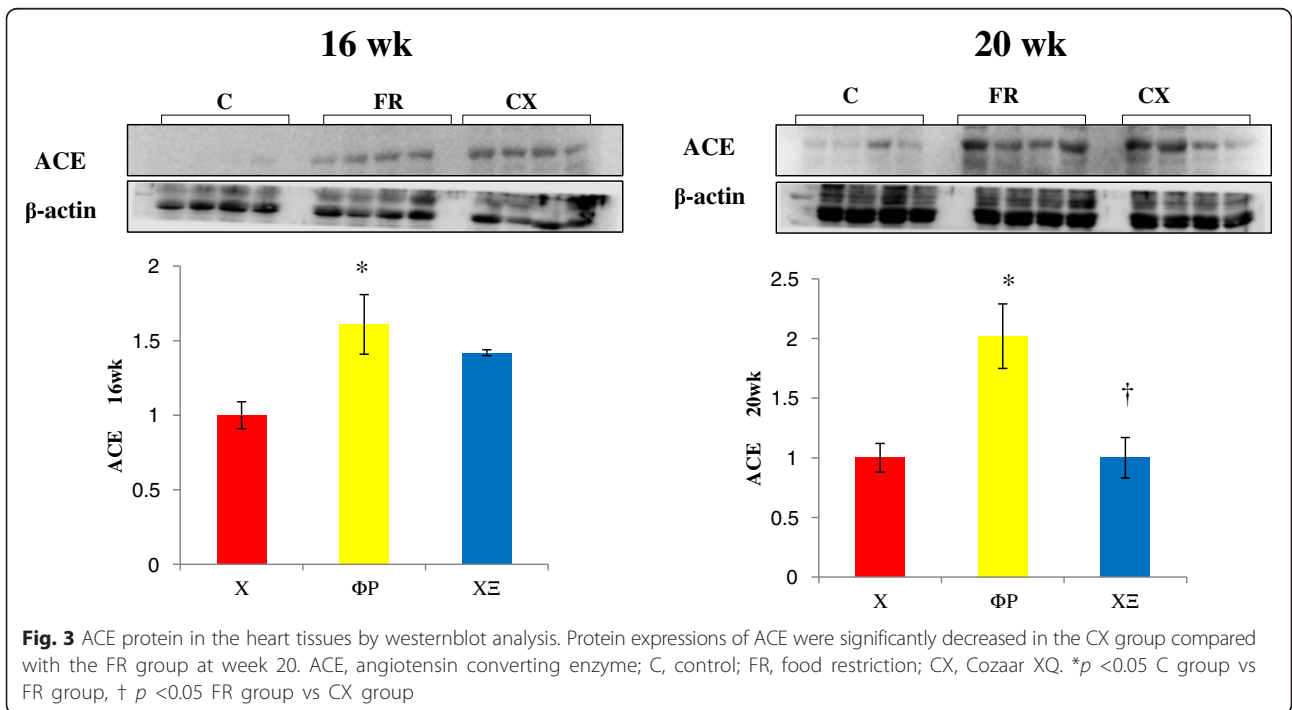 16 wk
C FR CX
ACE
β-actin
2
1.5
1
0.5
0
ACE 16wk
*
Χ ΦΡ ΧΞ
20 wk
C FR CX
ACE
β-actin
2.5
2
1.5
1
0.5
0
ACE 20wk
*
†
Χ ΦΡ ΧΞ
Fig. 3 ACE protein in the heart tissues by westernblot analysis. Protein expressions of ACE were significantly decreased in the CX group compared
with the FR group at week 20. ACE, angiotensin converting enzyme; C, control; FR, food restriction; CX, Cozaar XQ. *p <0.05 C group vs
FR group, † p <0.05 FR group vs CX group